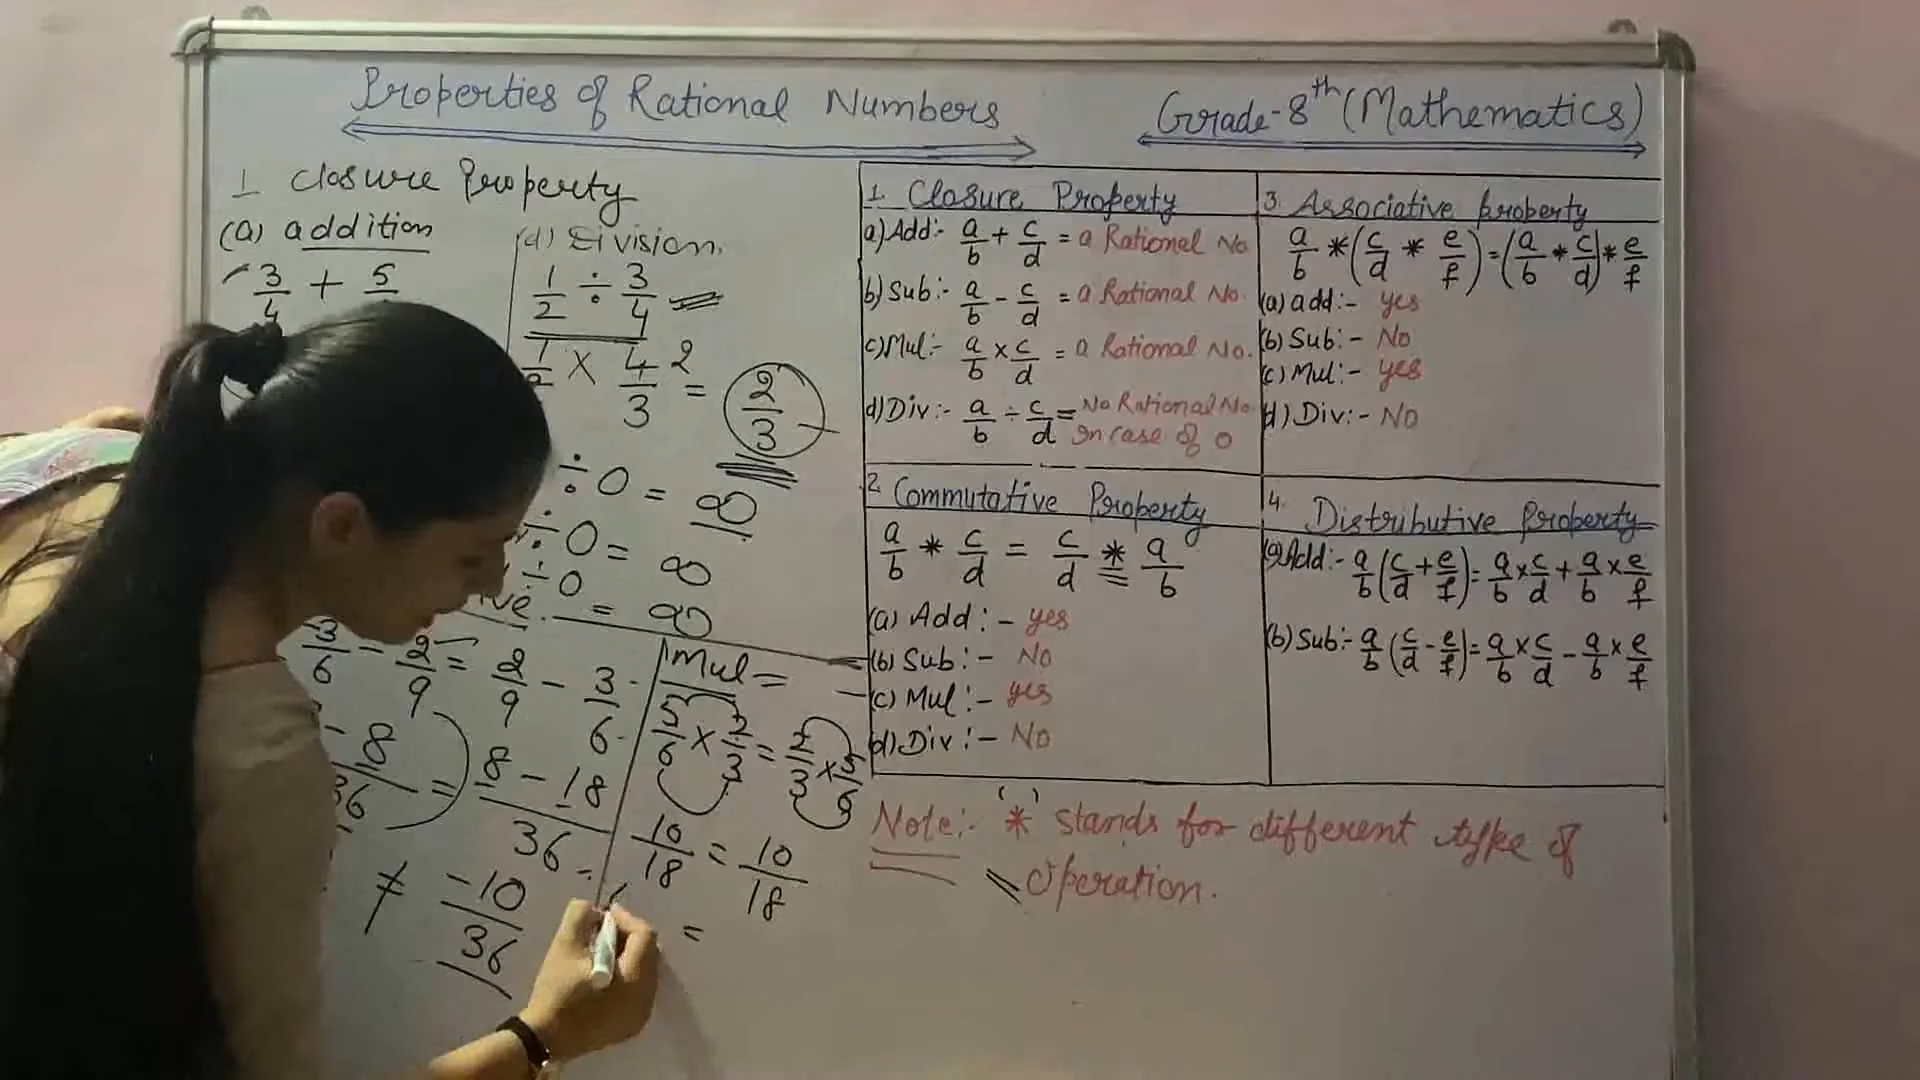 Properties of Rational Numbers
Grade-8th (Mathematics)
1 Closure Property
(a) addition
3/4 + 5
(d) Division.
1/2 ÷ 3/4
1/2 × 4/3 2 = 2/3
÷ 0 = ∞
÷ 0 = ∞
÷ 0 = ∞
3/6 - 2/9 = 2/9 - 3/6
- 8/36 = 8 - 18/36
≠ -10/36
Mul =
5/6 × 2/3 = 2/3 × 5/6
10/18 = 10/18
=
1. Closure Property
a) Add:- a/b + c/d = a Rational No
b) Sub:- a/b - c/d = a Rational No.
c) Mul:- a/b × c/d = a Rational No.
d) Div:- a/b ÷ c/d = No Rational No.
In case of 0
2 Commutative Property
a/b * c/d = c/d * a/b
(a) Add :- yes
(b) Sub :- No
(c) Mul :- yes
(d) Div :- No
3. Associative property
a/b * (c/d * e/f) = (a/b * c/d) * e/f
(a) add:- yes
(b) Sub:- No
(c) Mul:- yes
(d) Div:- No
4. Distributive Property
(a) Add:- a/b (c/d + e/f) = a/b × c/d + a/b × e/f
(b) Sub:- a/b (c/d - e/f) = a/b × c/d - a/b × e/f
Note:- '*' stands for different type of
Operation.